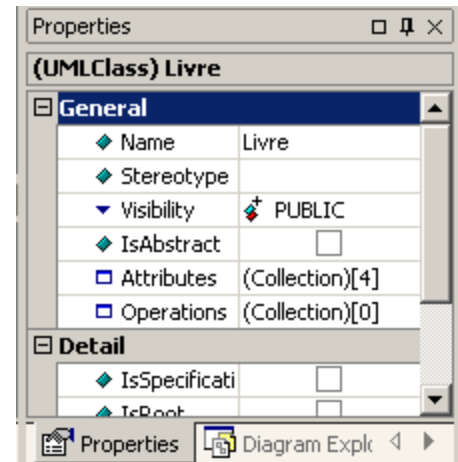 Properties
(UMLClass) Livre
General
Name Livre
Stereotype
Visibility PUBLIC
IsAbstract
Attributes (Collection)[4]
Operations (Collection)[0]
Detail
IsSpecificati
IsRoot
Properties Diagram Explo